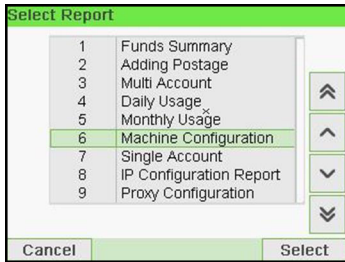 Select Report
1 Funds Summary
2 Adding Postage
3 Multi Account
4 Daily Usage
5 Monthly Usage
6 Machine Configuration
7 Single Account
8 IP Configuration Report
9 Proxy Configuration
Cancel Select